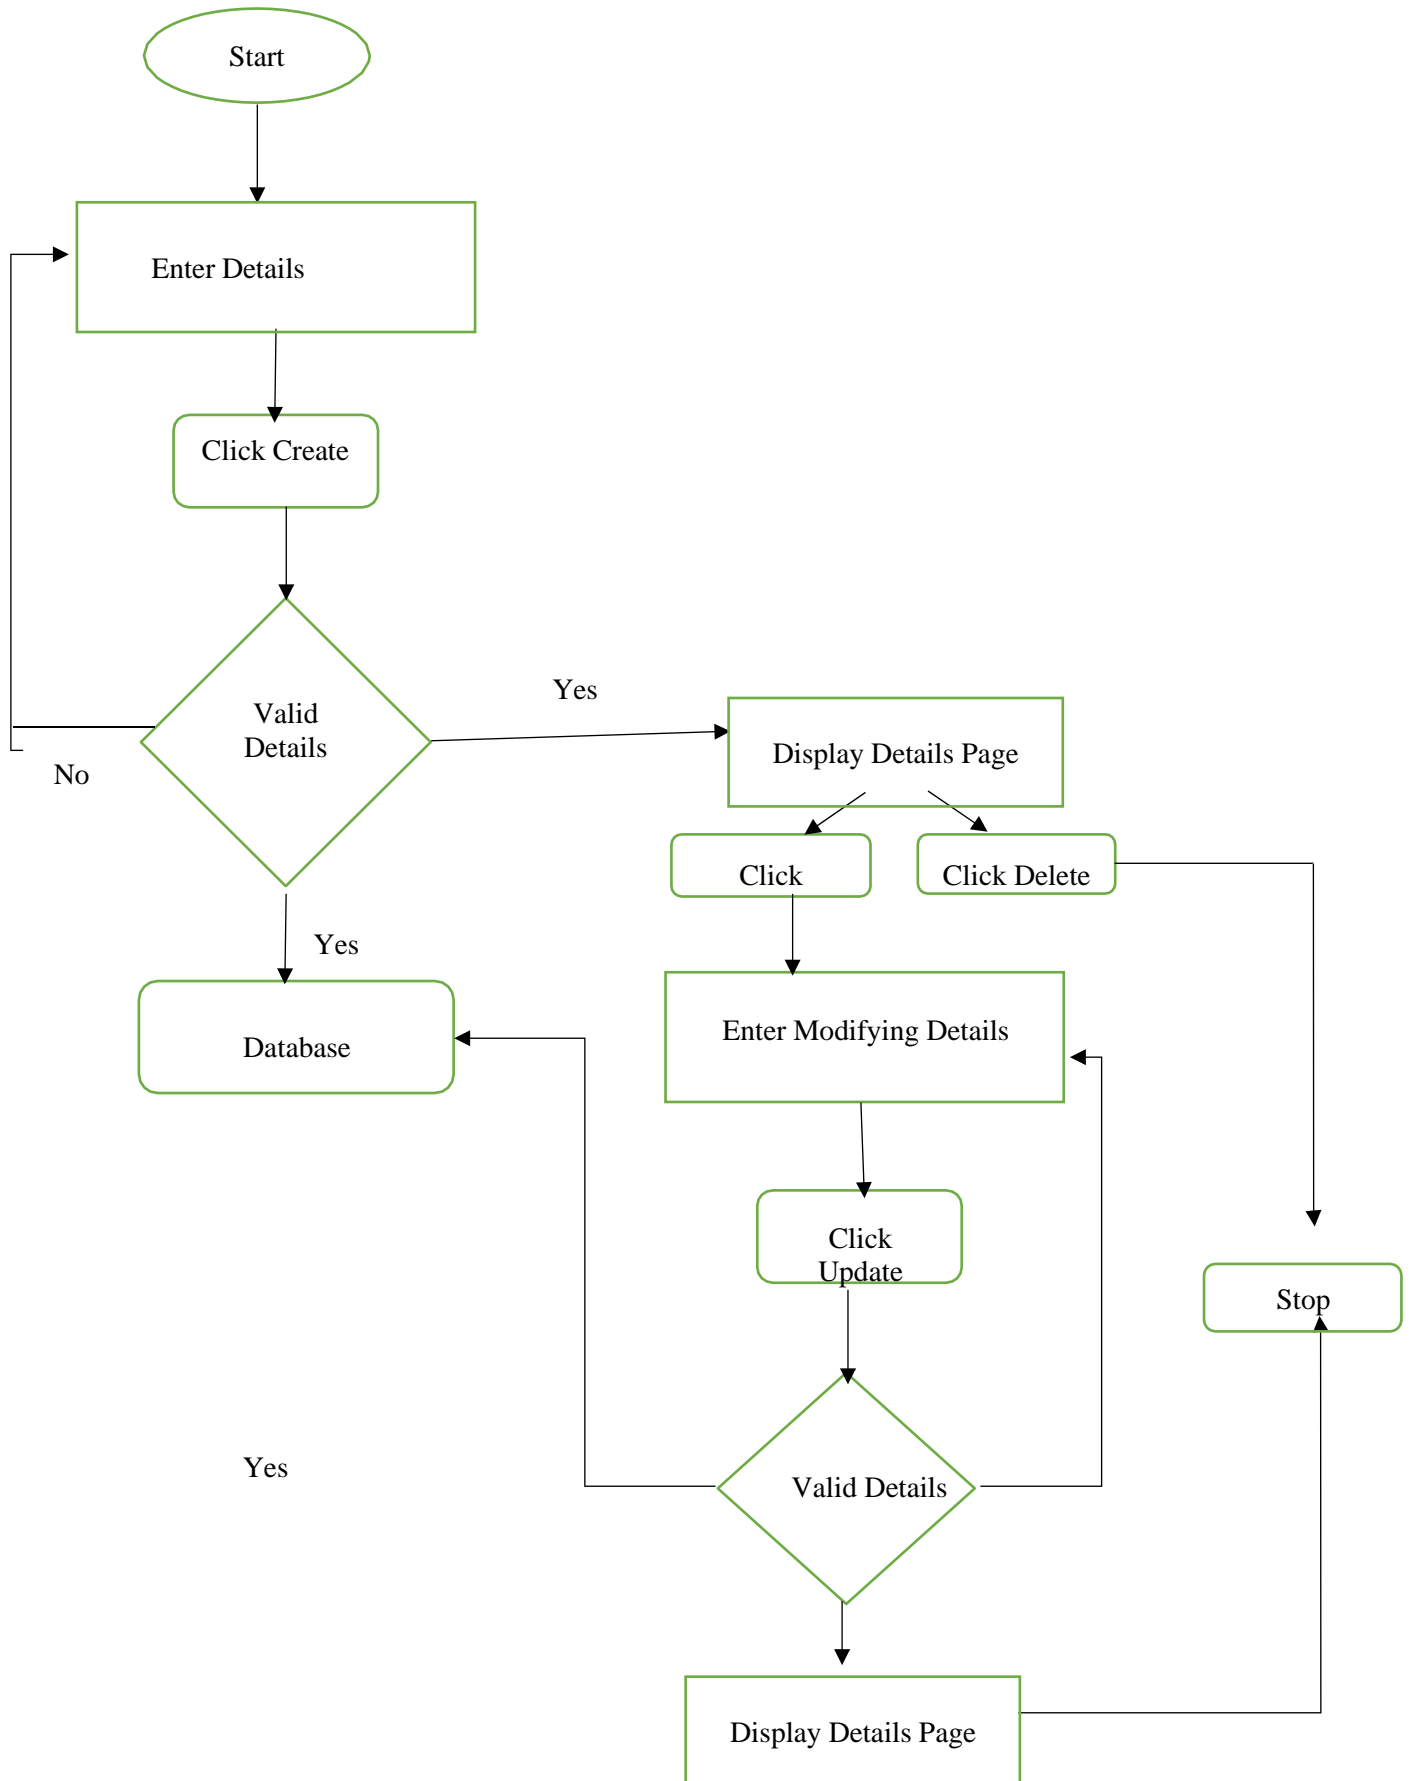 Start
Enter Details
Click Create
Valid
Details
Yes
No
Display Details Page
Click
Click Delete
Yes
Database
Enter Modifying Details
Click
Update
Stop
Yes
Valid Details
Display Details Page